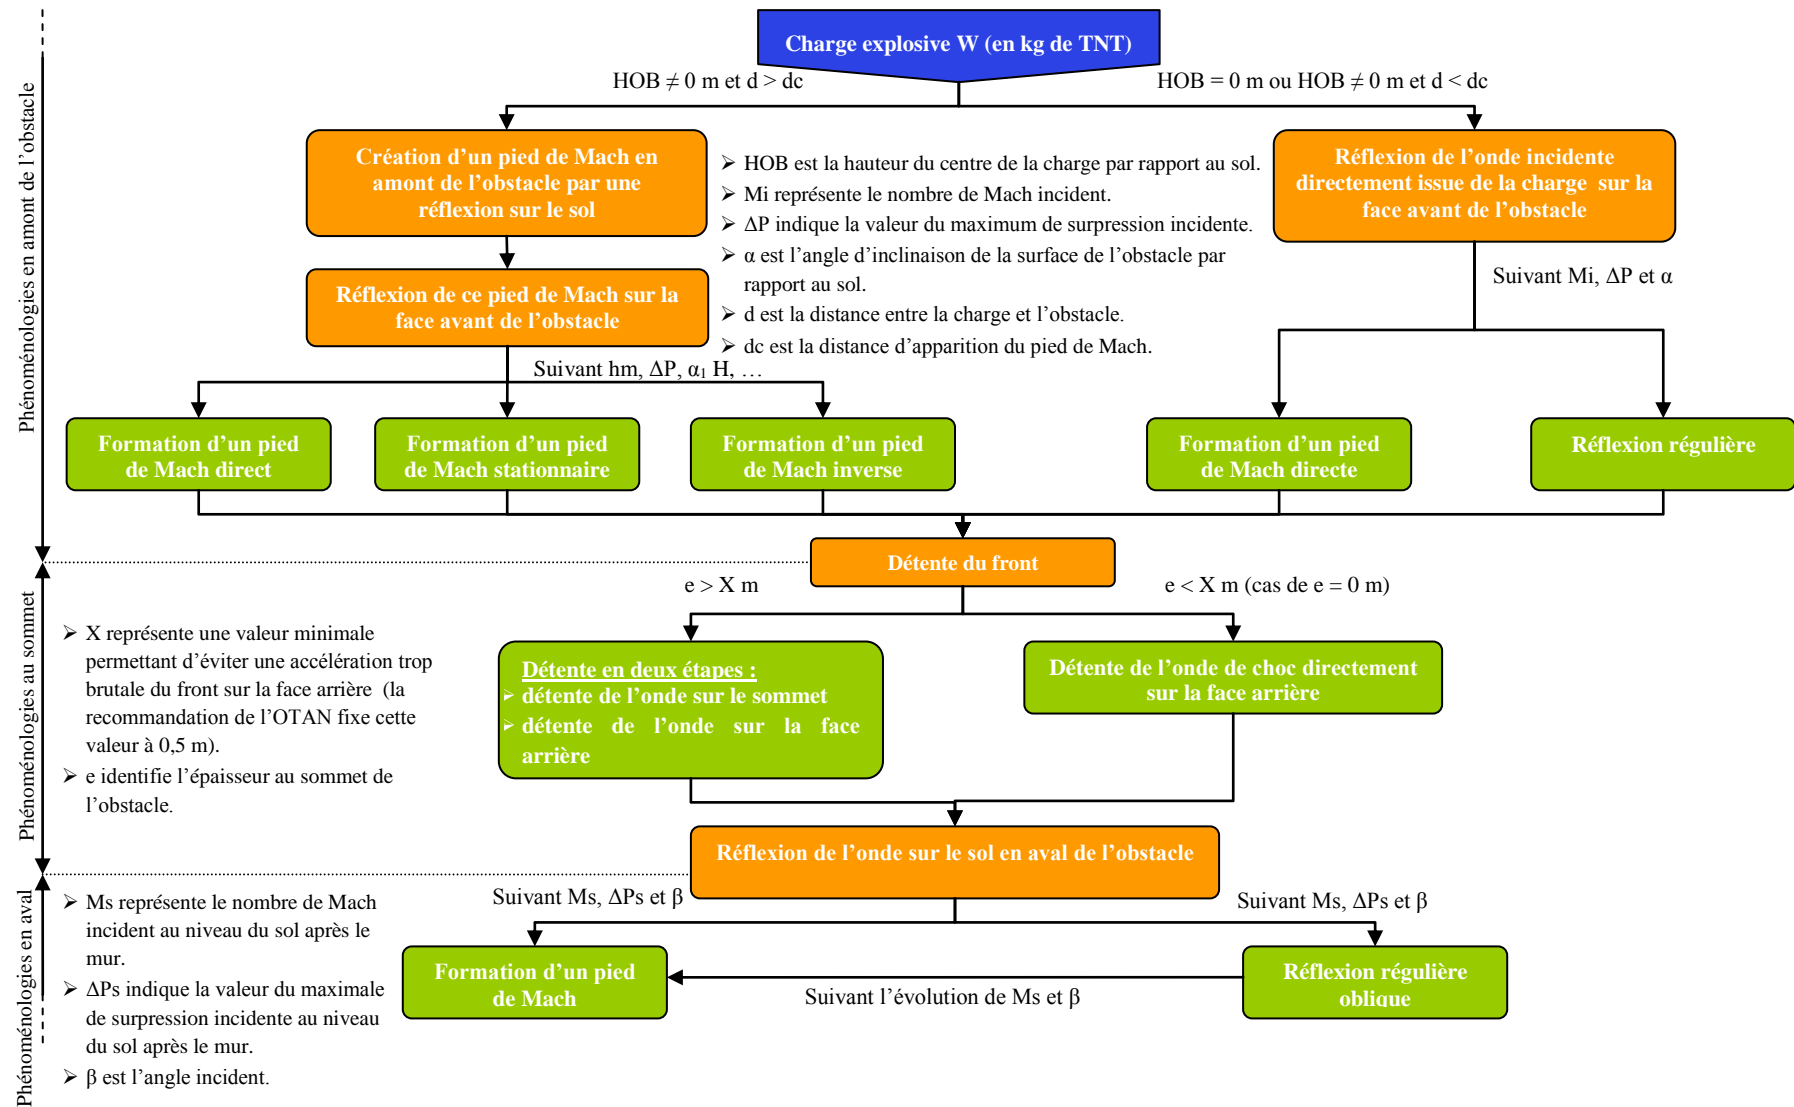 Charge explosive W (en kg de TNT)
HOB ≠ 0 m et d > dc
HOB = 0 m ou HOB ≠ 0 m et d < dc
Phénoménologies en amont de l’obstacle
Création d’un pied de Mach en
amont de l’obstacle par une
réflexion sur le sol
➢ HOB est la hauteur du centre de la charge par rapport au sol.
➢ Mi représente le nombre de Mach incident.
➢ ΔP indique la valeur du maximum de surpression incidente.
➢ α est l’angle d’inclinaison de la surface de l’obstacle par
rapport au sol.
➢ d est la distance entre la charge et l’obstacle.
➢ dc est la distance d’apparition du pied de Mach.
Réflexion de l’onde incidente
directement issue de la charge sur la
face avant de l’obstacle
Réflexion de ce pied de Mach sur la
face avant de l’obstacle
Suivant Mi, ΔP et α
Suivant hm, ΔP, α₁ H, …
Formation d’un pied
de Mach direct
Formation d’un pied
de Mach stationnaire
Formation d’un pied
de Mach inverse
Formation d’un pied
de Mach directe
Réflexion régulière
Détente du front
e > X m
e < X m (cas de e = 0 m)
Phénoménologies au sommet
➢ X représente une valeur minimale
permettant d’éviter une accélération trop
brutale du front sur la face arrière (la
recommandation de l’OTAN fixe cette
valeur à 0,5 m).
➢ e identifie l’épaisseur au sommet de
l’obstacle.
Détente en deux étapes :
➢ détente de l’onde sur le sommet
➢ détente de l’onde sur la face
arrière
Détente de l’onde de choc directement
sur la face arrière
Réflexion de l’onde sur le sol en aval de l’obstacle
Suivant Ms, ΔPs et β
Suivant Ms, ΔPs et β
Phénoménologies en aval
➢ Ms représente le nombre de Mach
incident au niveau du sol après le
mur.
➢ ΔPs indique la valeur du maximale
de surpression incidente au niveau
du sol après le mur.
➢ β est l’angle incident.
Formation d’un pied
de Mach
Suivant l’évolution de Ms et β
Réflexion régulière
oblique